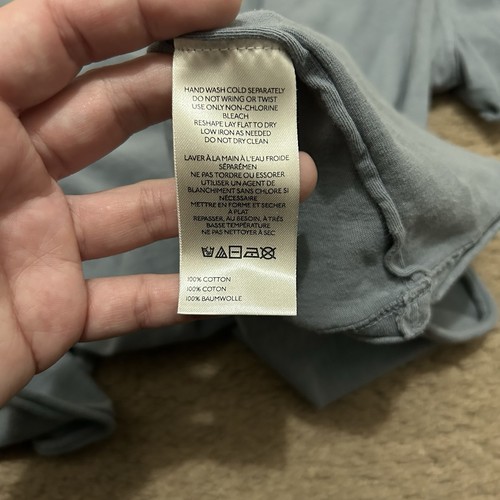 HAND WASH COLD SEPARATELY
DO NOT WRING OR TWIST
USE ONLY NON-CHLORINE
BLEACH
RESHAPE LAY FLAT TO DRY
LOW IRON AS NEEDED
DO NOT DRY CLEAN
LAVER À LA MAIN À L'EAU FROIDE
SÉPARÉMEN
NE PAS TORDRE OU ESSORER
UTILISER UN AGENT DE
BLANCHIMENT SANS CHLORE SI
NÉCESSAIRE
METTRE EN FORME ET SECHER
À PLAT
REPASSER, AU BESOIN, À TRÈS
BASSE TEMPÉRATURE
NE PAS NETTOYER À SEC
100% COTTON
100% COTON
100% BAUMWOLLE